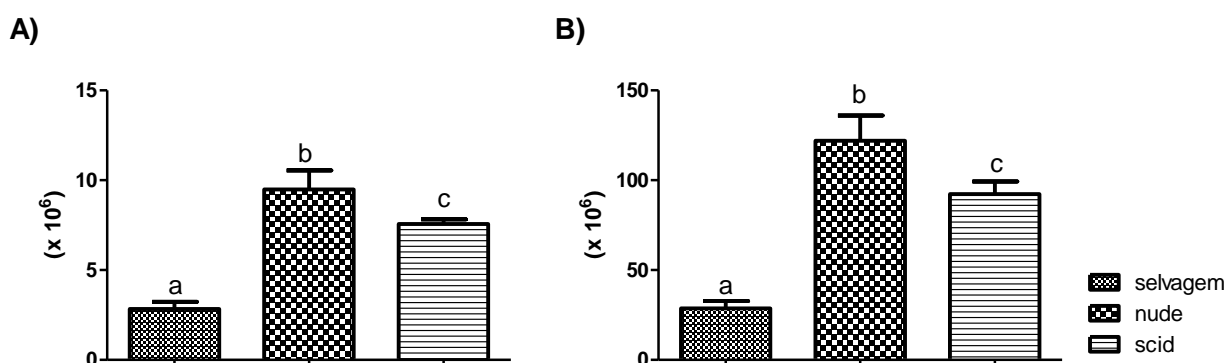 A)
15
10
5
0
(x 10⁶)
a
b
c
B)
150
100
50
0
(x 10⁶)
a
b
c
selvagem
nude
scid